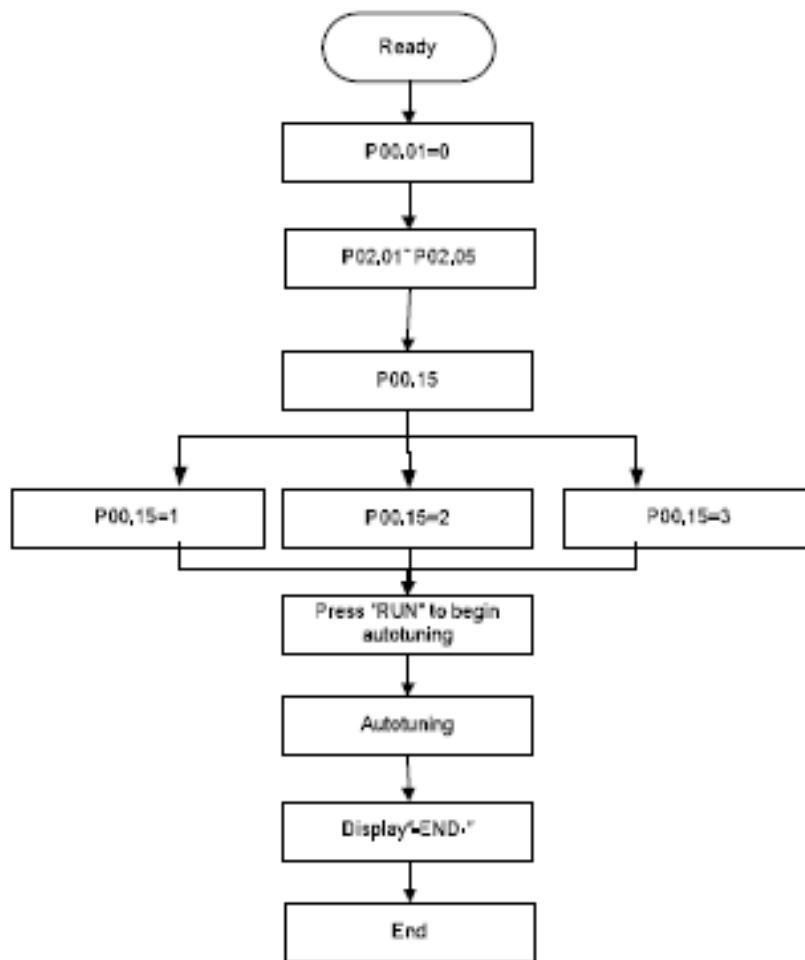 Ready
P00.01=0
P02.01~P02.05
P00.15
P00.15=1
P00.15=2
P00.15=3
Press "RUN" to begin
autotuning
Autotuning
Display"-END-"
End